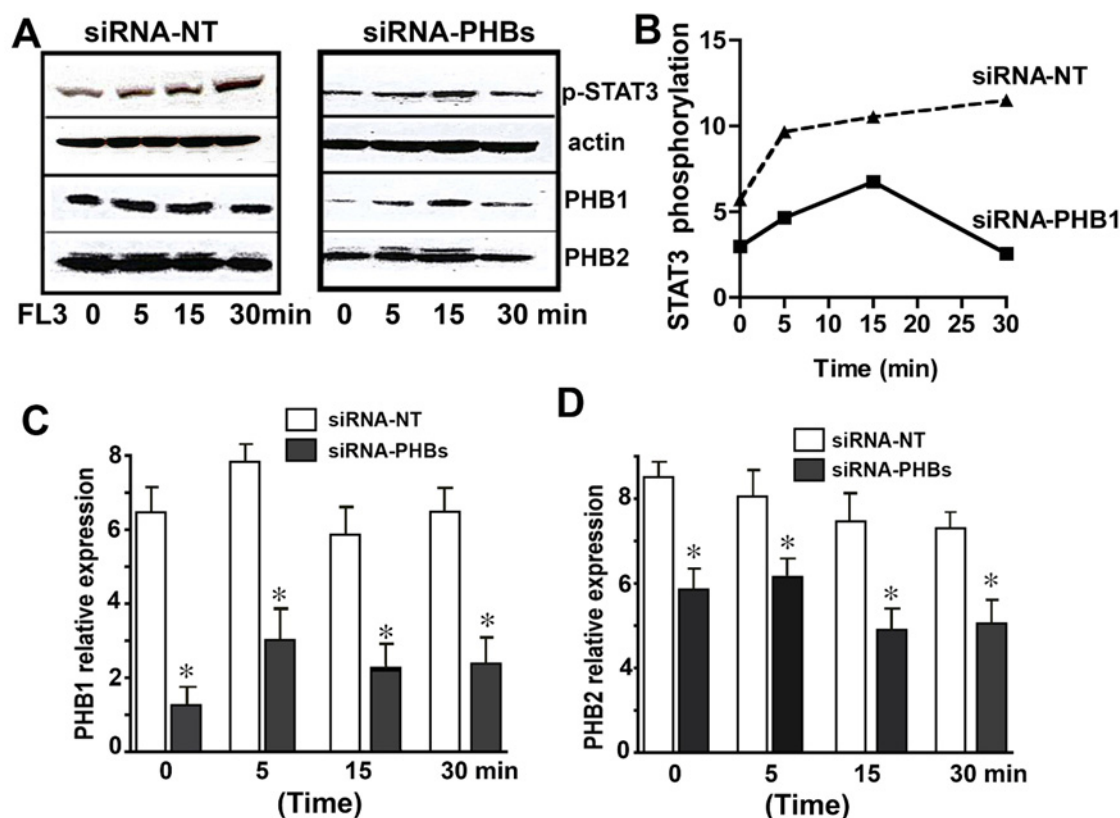 A
siRNA-NT
siRNA-PHBs
p-STAT3
actin
PHB1
PHB2
FL3 0 5 15 30min
0 5 15 30 min
B
STAT3 phosphorylation
15
10
5
0
siRNA-NT
siRNA-PHB1
0 5 10 15 20 25 30
Time (min)
C
siRNA-NT
siRNA-PHBs
PHB1 relative expression
8
6
4
2
0
*
*
*
*
0 5 15 30 min
(Time)
D
siRNA-NT
siRNA-PHBs
PHB2 relative expression
8
6
8
2
0
*
*
*
*
0 5 15 30 min
(Time)